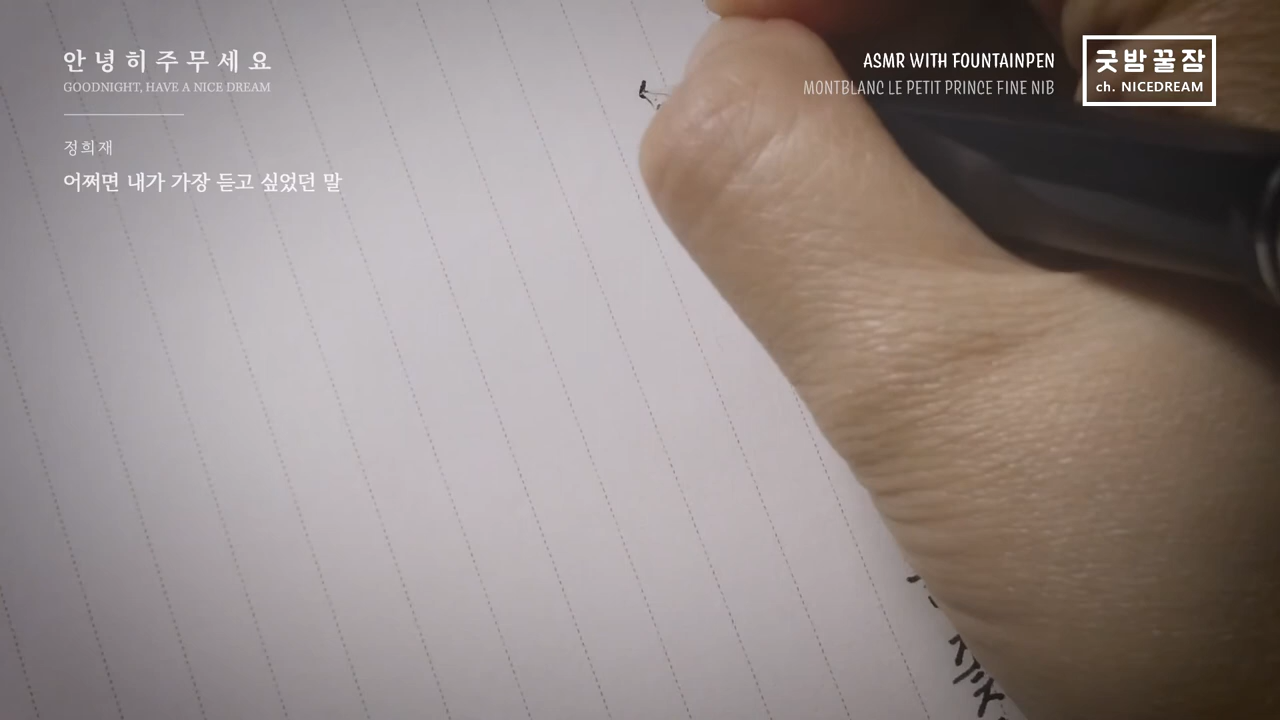 안녕히주무세요
GOODNIGHT, HAVE A NICE DREAM
정희재
어쩌면 내가 가장 듣고 싶었던 말
ASMR WITH FOUNTAINPEN
MONTBLANC LE PETIT PRINCE FINE NIB
굿밤꿀잠
ch. NICEDREAM